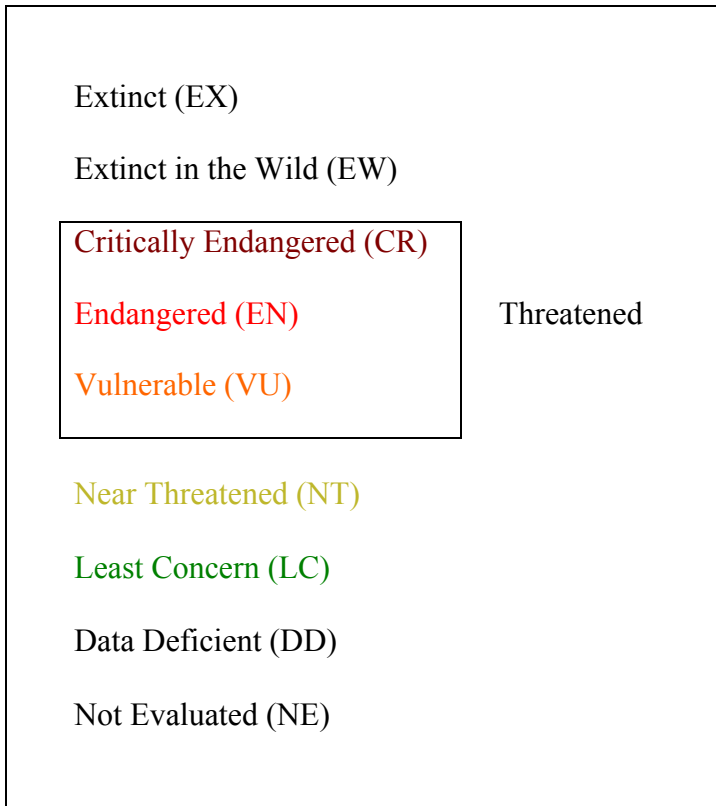 Extinct (EX)
Extinct in the Wild (EW)
Critically Endangered (CR)
Endangered (EN) Threatened
Vulnerable (VU)
Near Threatened (NT)
Least Concern (LC)
Data Deficient (DD)
Not Evaluated (NE)